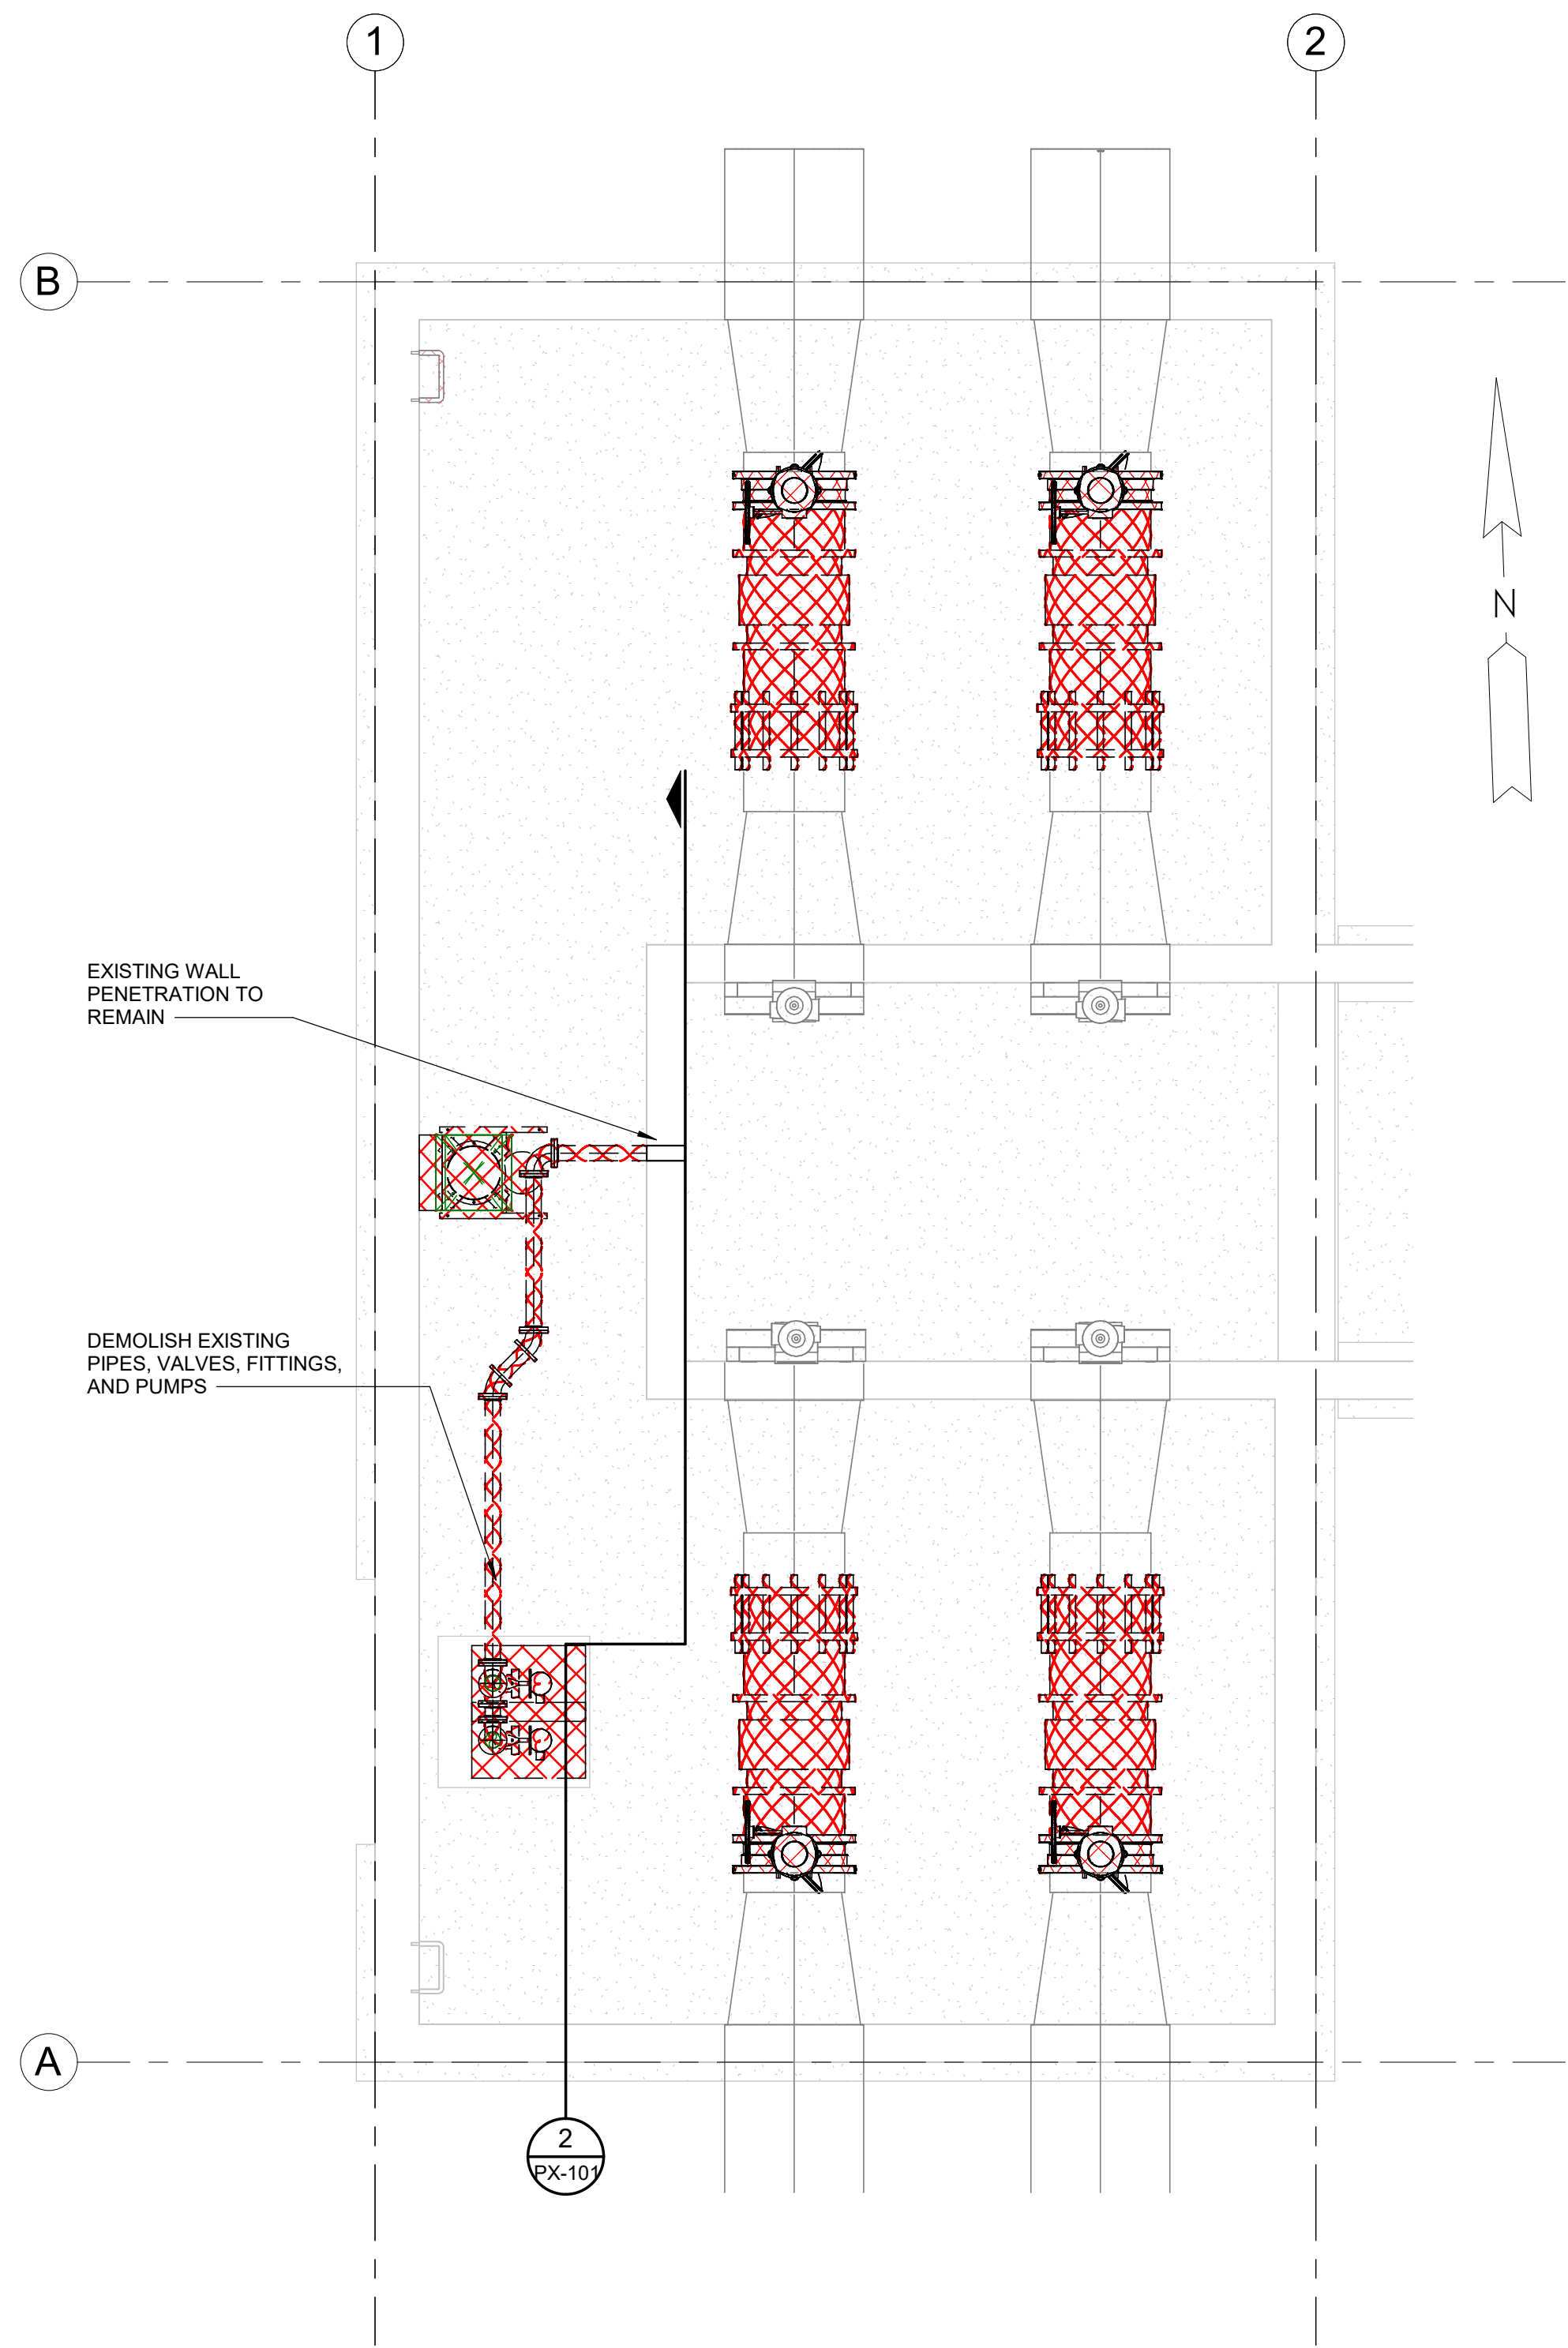 1
2
B
N
EXISTING WALL
PENETRATION TO
REMAIN
DEMOLISH EXISTING
PIPES, VALVES, FITTINGS,
AND PUMPS
A
2
PX-101